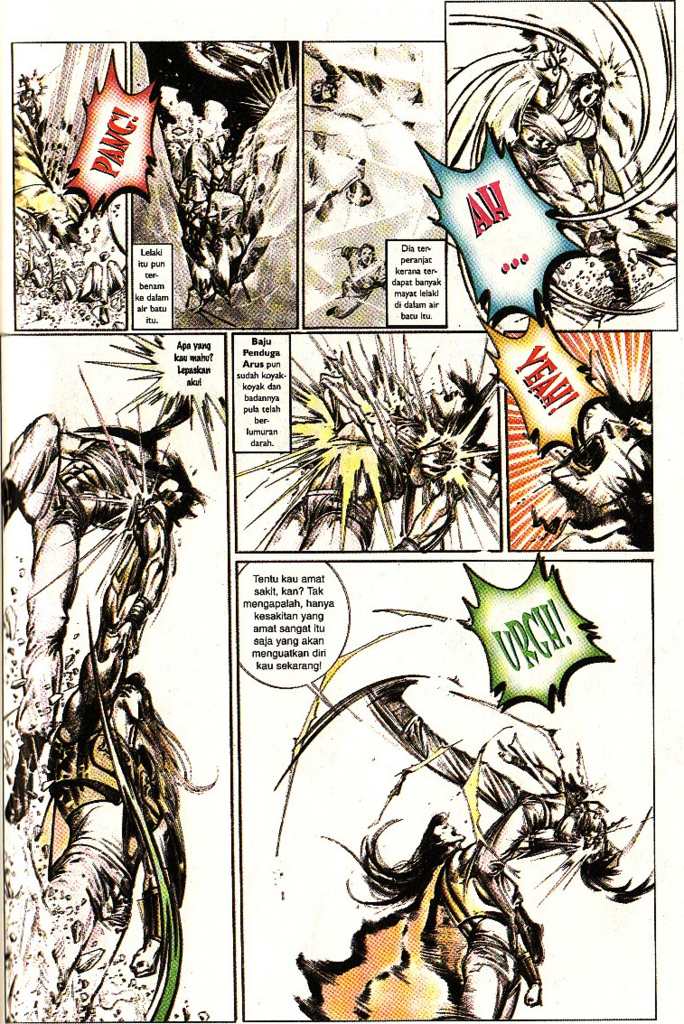 PANG!
Lelaki
itu pun ter-
benam
ke dalam
air batu
itu.
Dia ter-
peranjat
kerana ter-
dapat banyak
mayat lelaki
di dalam air
batu itu.
AH
...
Apa yang
kau mahu?
Lepaskan
aku!
Baju
Penduga
Arus pun
sudah koyak-
koyak dan
badannya
pula telah
ber-
lumuran
darah.
YEAH!
Tentu kau amat
sakit, kan? Tak
mengapalah, hanya
kesakitan yang
amat sangat itu
saja yang akan
menguatkan diri
kau sekarang!
URGH!